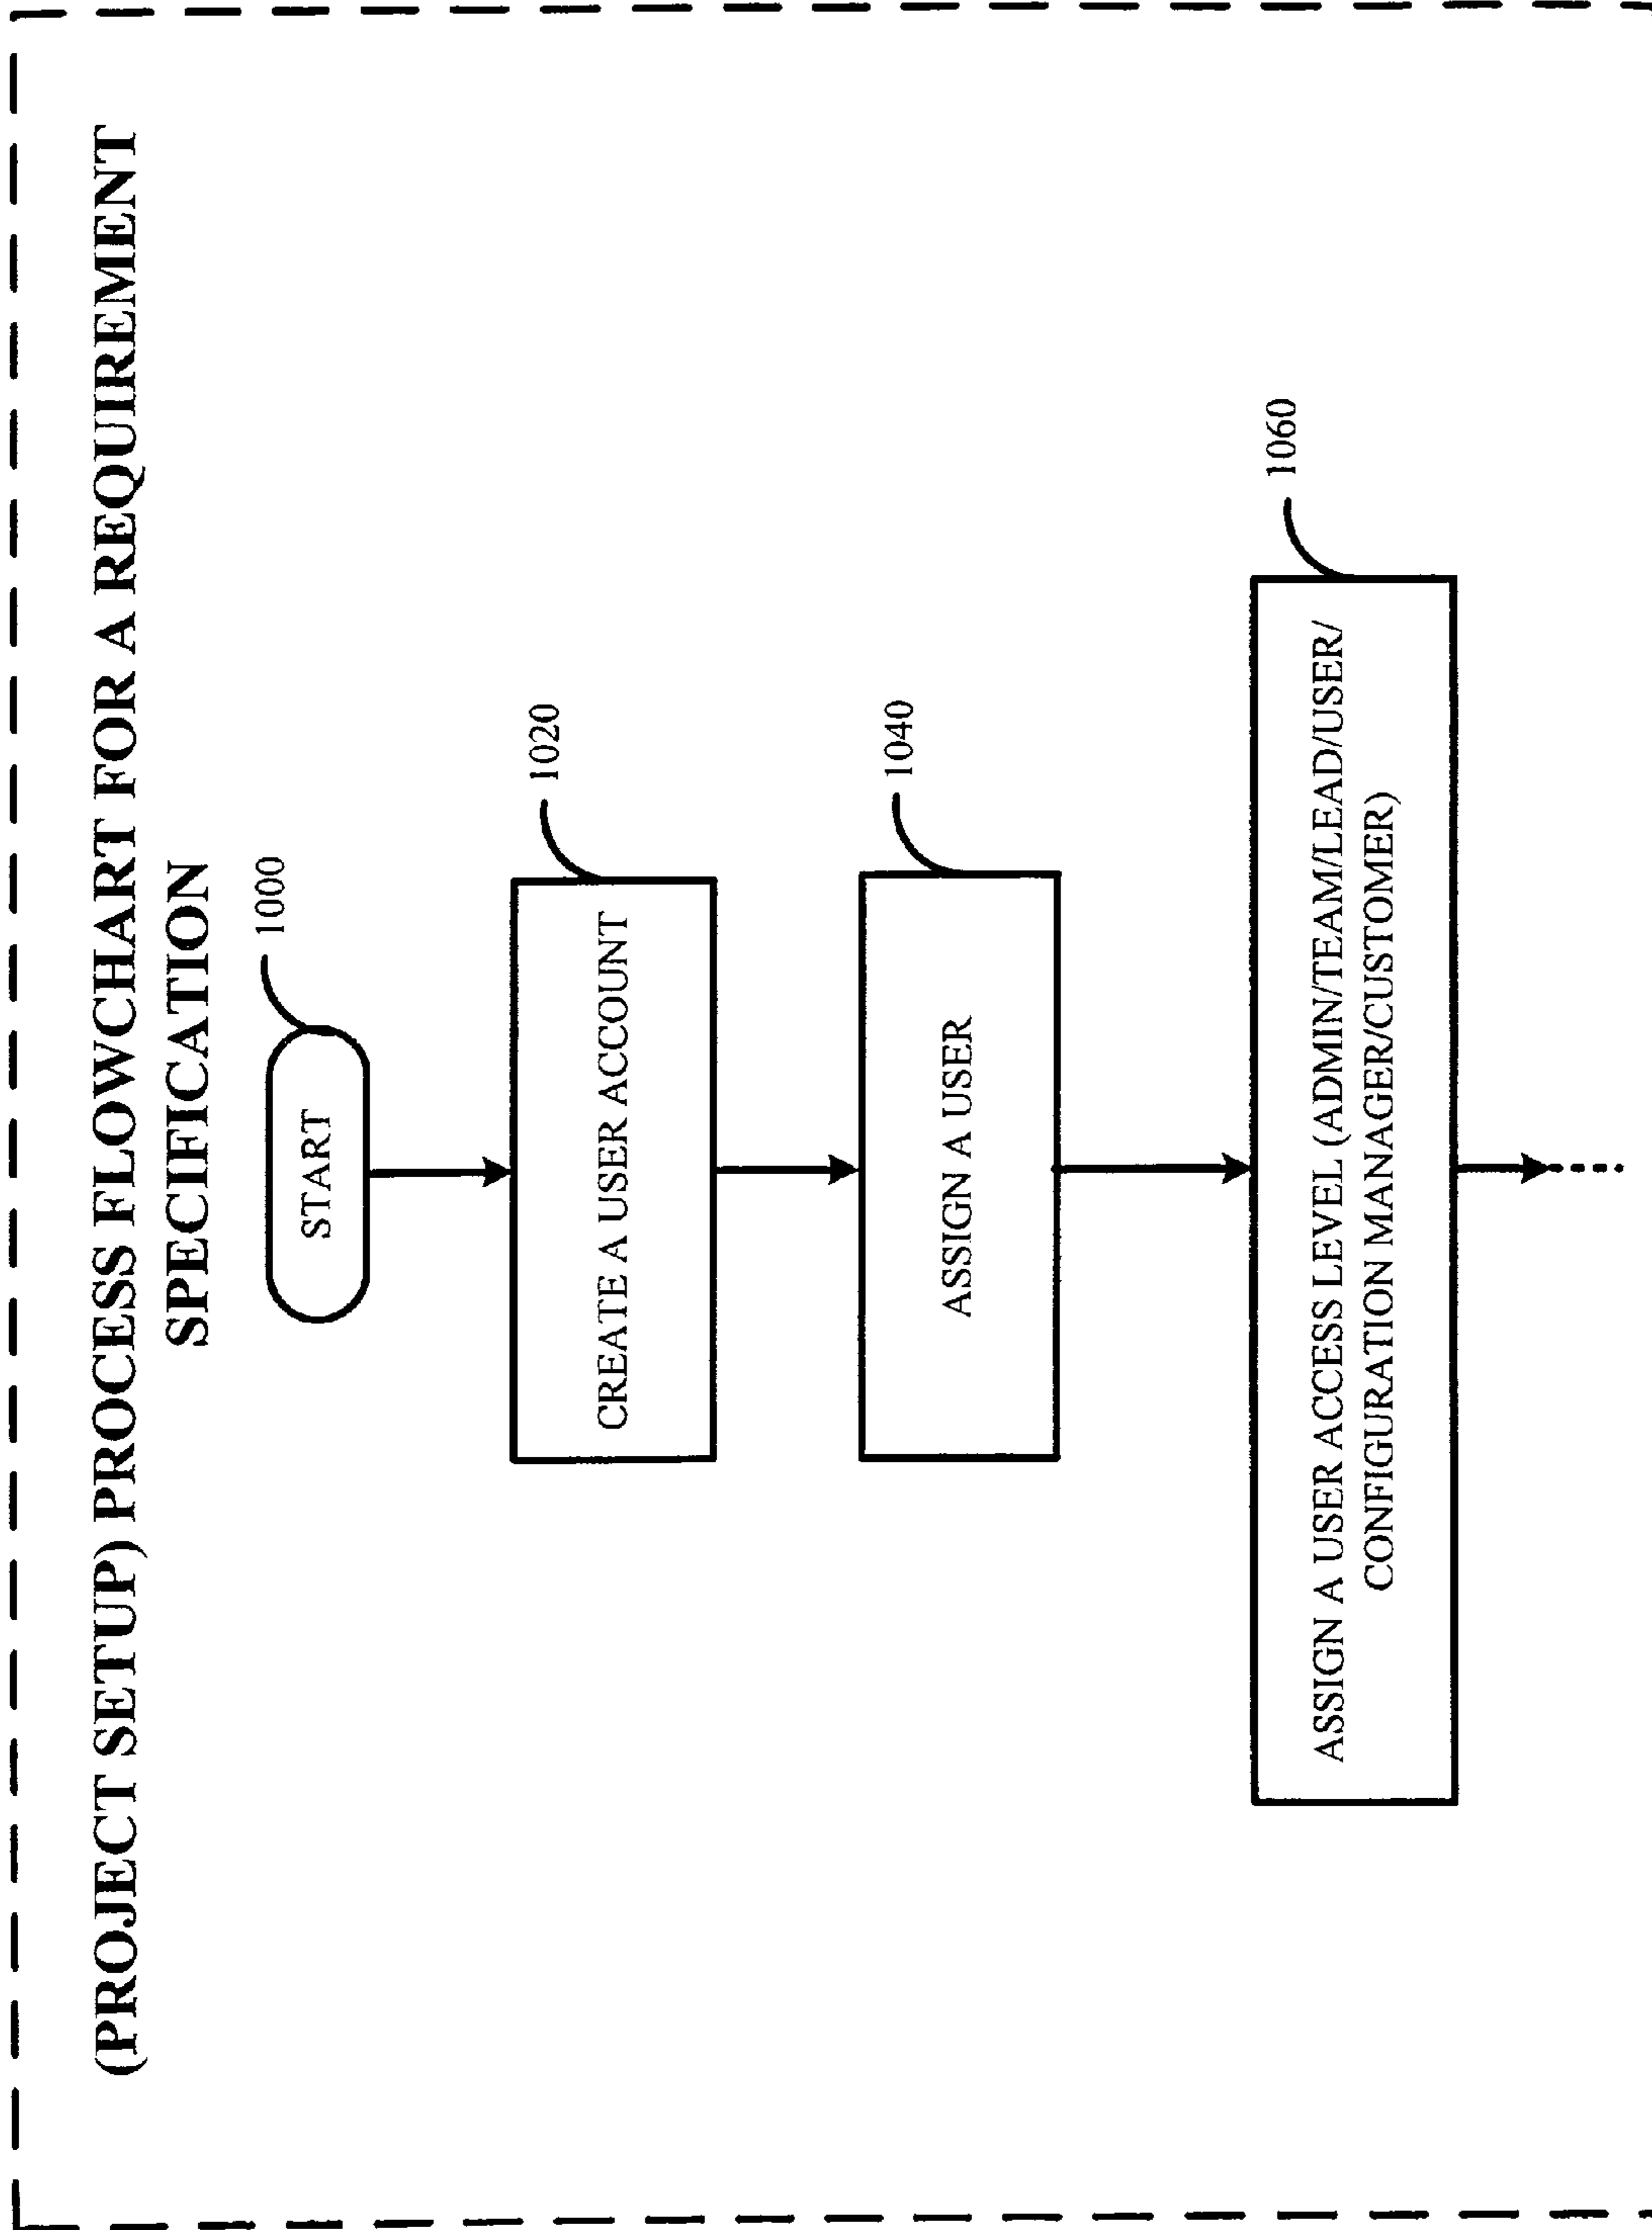 (PROJECT SETUP) PROCESS FLOWCHART FOR A REQUIREMENT
SPECIFICATION
1000
START
1020
CREATE A USER ACCOUNT
1040
ASSIGN A USER
1060
ASSIGN A USER ACCESS LEVEL (ADMIN/TEAM/LEAD/USER/
CONFIGURATION MANAGER/CUSTOMER)